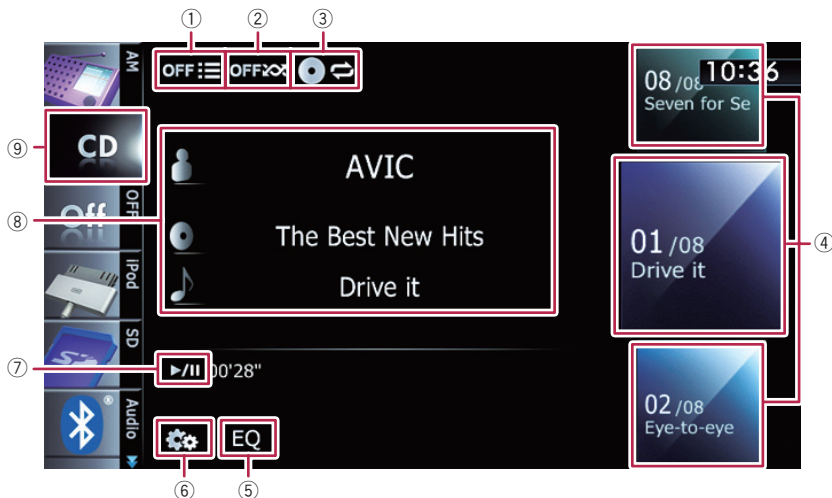 ① ② ③
AM
OFF OFF
08/08 10:36
Seven for Se
⑨ CD
AVIC
⑧ OFF
Off
The Best New Hits
01/08 ④
Drive it
iPod
Drive it
SD
⑦ ►/II 00'28"
02/08
Eye-to-eye
Audio
EQ
⑥ ⑤